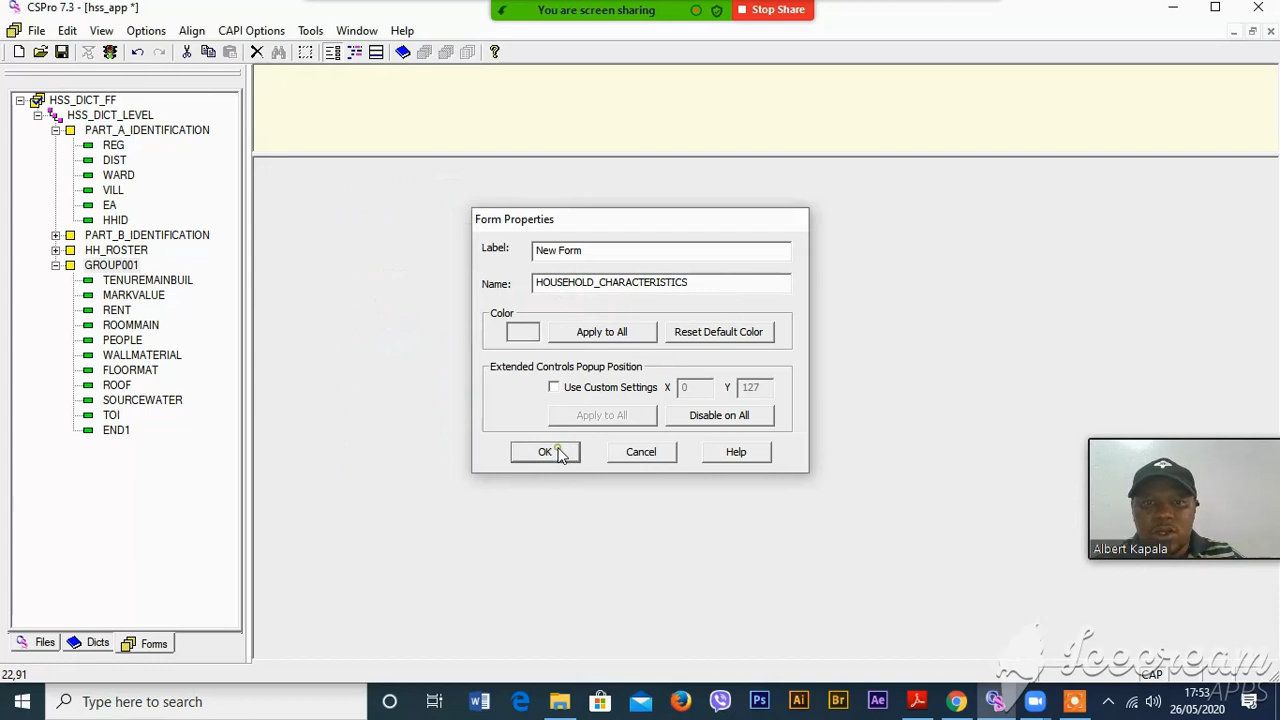 CSPro 7.3 - [hss_app *]
You are screen sharing
Stop Share
File Edit View Options Align CAPI Options Tools Window Help
HSS_DICT_FF
HSS_DICT_LEVEL
PART_A_IDENTIFICATION
REG
DIST
WARD
VILL
EA
HHID
PART_B_IDENTIFICATION
HH_ROSTER
GROUP001
TENUREMAINBUIL
MARKVALUE
RENT
ROOMMAIN
PEOPLE
WALLMATERIAL
FLOORMAT
ROOF
SOURCEWATER
TOI
END1
Form Properties
Label: New Form
Name: HOUSEHOLD_CHARACTERISTICS
Color
Apply to All Reset Default Color
Extended Controls Popup Position
Use Custom Settings X 0 Y 127
Apply to All Disable on All
OK Cancel Help
Albert Kapala
Files Dicts Forms
22,91
CAP
Icecream
APPS
Type here to search
17:53
26/05/2020